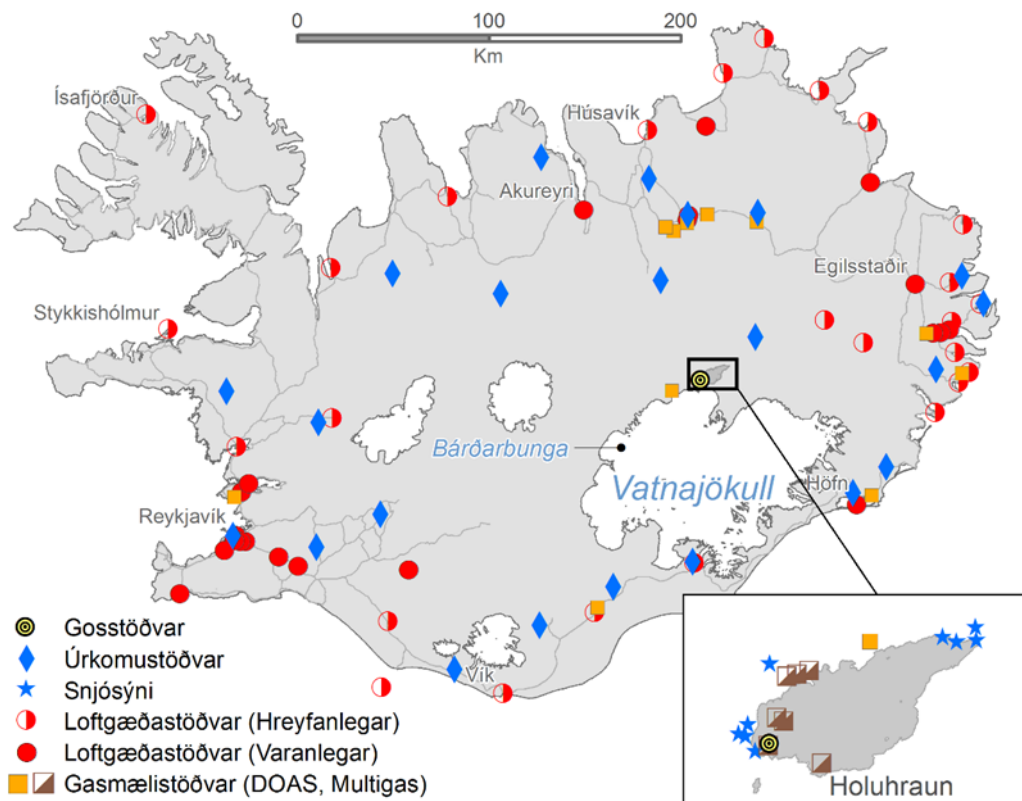 0 100 200
Km
Ísafjörður
Húsavík
Akureyri
Egilsstaðir
Stykkishólmur
Bárðarbunga
Vatnajökull
Höfn
Reykjavík
Vík
Gosstöðvar
Úrkomustöðvar
Snjósýni
Loftgæðastöðvar (Hreyfanlegar)
Loftgæðastöðvar (Varanlegar)
Gasmælistöðvar (DOAS, Multigas)
Holuhraun